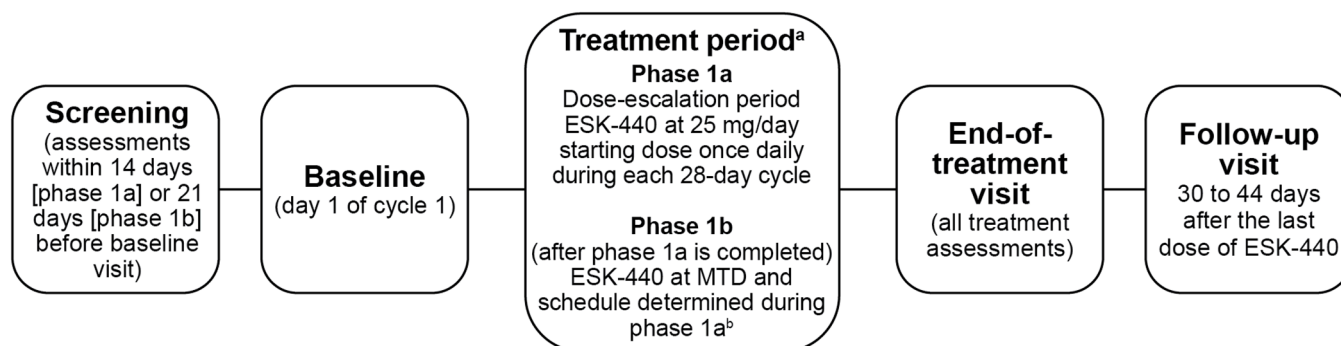 Screening
(assessments
within 14 days
[phase 1a] or 21
days [phase 1b]
before baseline
visit)
Baseline
(day 1 of cycle 1)
Treatment periodᵃ
Phase 1a
Dose-escalation period
ESK-440 at 25 mg/day
starting dose once daily
during each 28-day cycle
Phase 1b
(after phase 1a is completed)
ESK-440 at MTD and
schedule determined during
phase 1aᵇ
End-of-
treatment
visit
(all treatment
assessments)
Follow-up
visit
30 to 44 days
after the last
dose of ESK-440